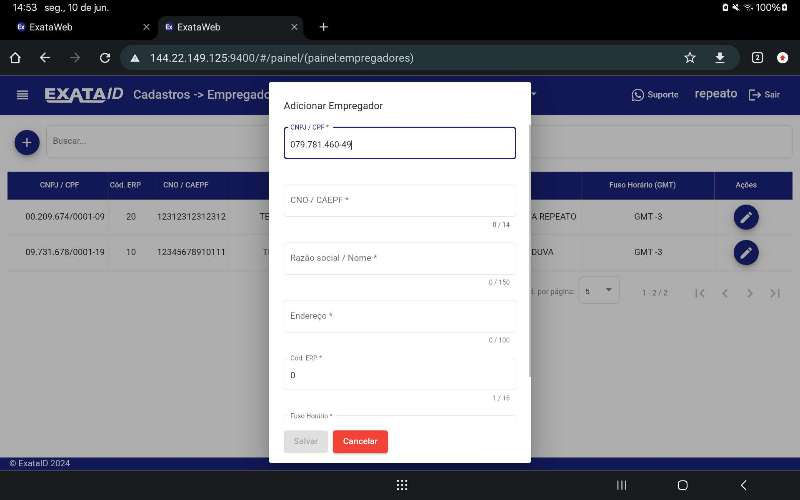 14:53 seg., 10 de jun.
100%
ExataWeb
ExataWeb
144.22.149.125:9400/#/painel/(painel:empregadores)
2
EXATAID Cadastros -> Empregado
Suporte repeato Sair
Adicionar Empregador
CNPJ / CPF *
079.781.460-49
Buscar...
CNPJ / CPF Cód. ERP CNO / CAEPF Fuso Horário (GMT) Ações
CNO / CAEPF *
0 / 14
00.209.674/0001-09 20 12312312312312 TE A REPEATO GMT -3
09.731.678/0001-19 10 12345678910111 DUVA GMT -3
Razão social / Nome *
0 / 150
por página: 5 1 - 2 / 2
Endereço *
0 / 100
Cód. ERP *
0
1 / 16
Fuso Horário *
Salvar Cancelar
© ExataID 2024